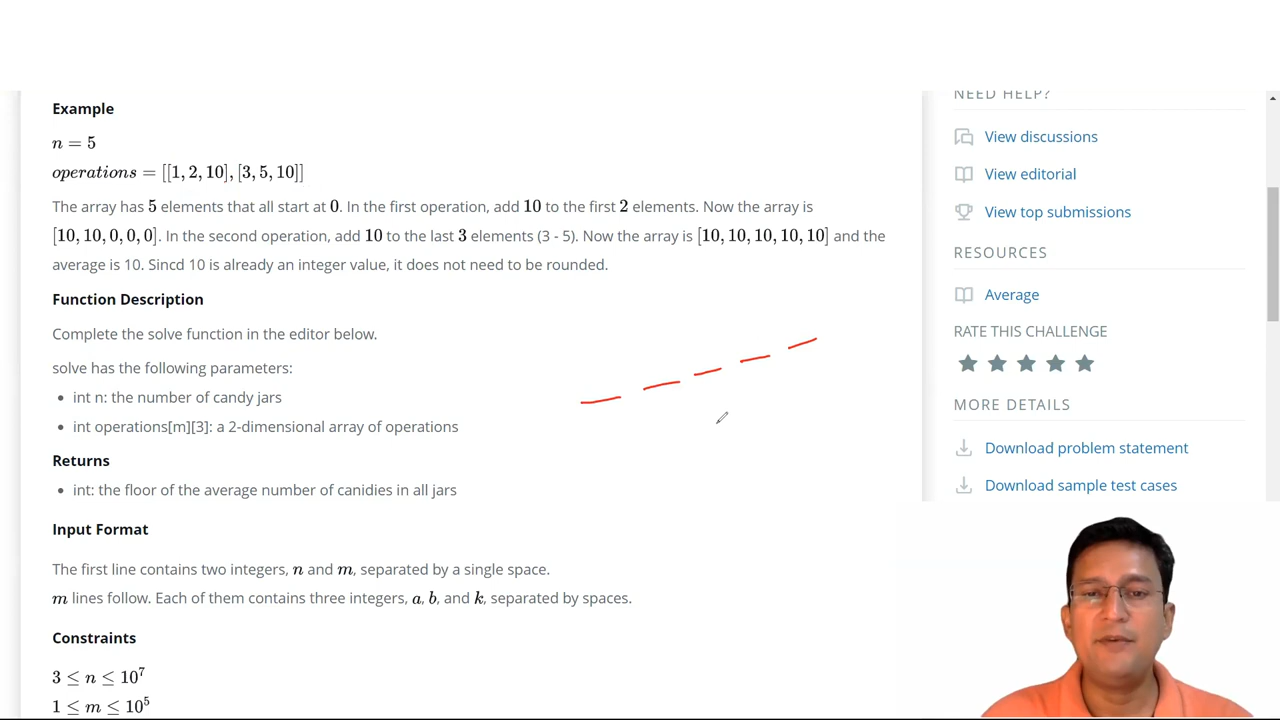 Example
n = 5
operations = [[1, 2, 10], [3, 5, 10]]
The array has 5 elements that all start at 0. In the first operation, add 10 to the first 2 elements. Now the array is
[10, 10, 0, 0, 0]. In the second operation, add 10 to the last 3 elements (3 - 5). Now the array is [10, 10, 10, 10, 10] and the
average is 10. Sincd 10 is already an integer value, it does not need to be rounded.
Function Description
Complete the solve function in the editor below.
solve has the following parameters:
• int n: the number of candy jars
• int operations[m][3]: a 2-dimensional array of operations
Returns
• int: the floor of the average number of canidies in all jars
Input Format
The first line contains two integers, n and m, separated by a single space.
m lines follow. Each of them contains three integers, a, b, and k, separated by spaces.
Constraints
3 ≤ n ≤ 10⁷
1 ≤ m ≤ 10⁵
NEED HELP?
View discussions
View editorial
View top submissions
RESOURCES
Average
RATE THIS CHALLENGE
MORE DETAILS
Download problem statement
Download sample test cases